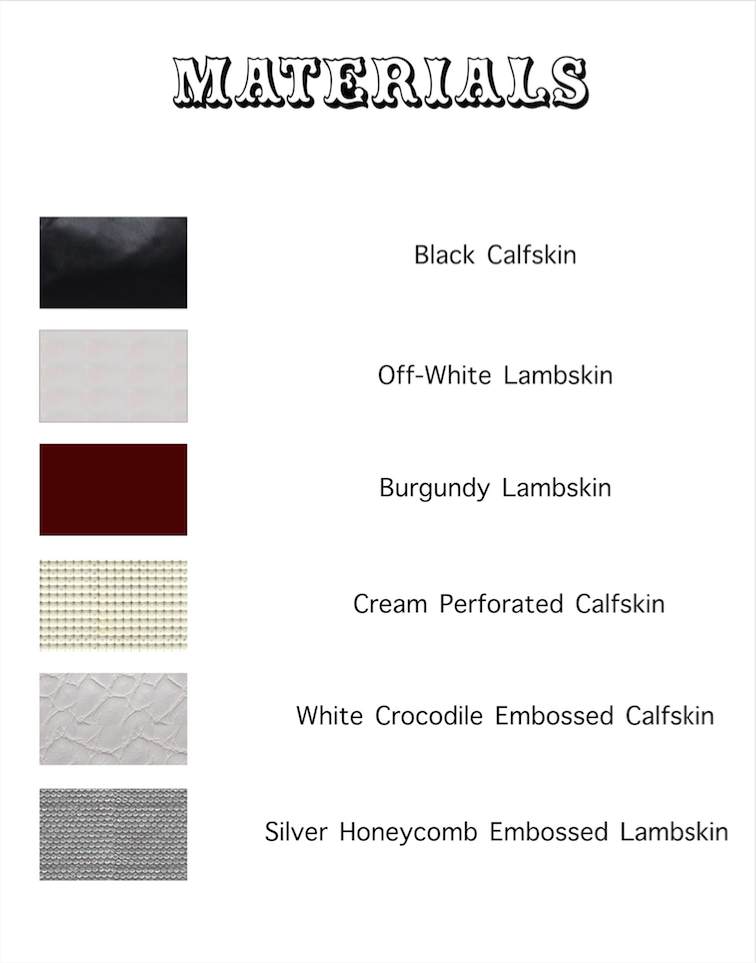 MATERIALS
Black Calfskin
Off-White Lambskin
Burgundy Lambskin
Cream Perforated Calfskin
White Crocodile Embossed Calfskin
Silver Honeycomb Embossed Lambskin